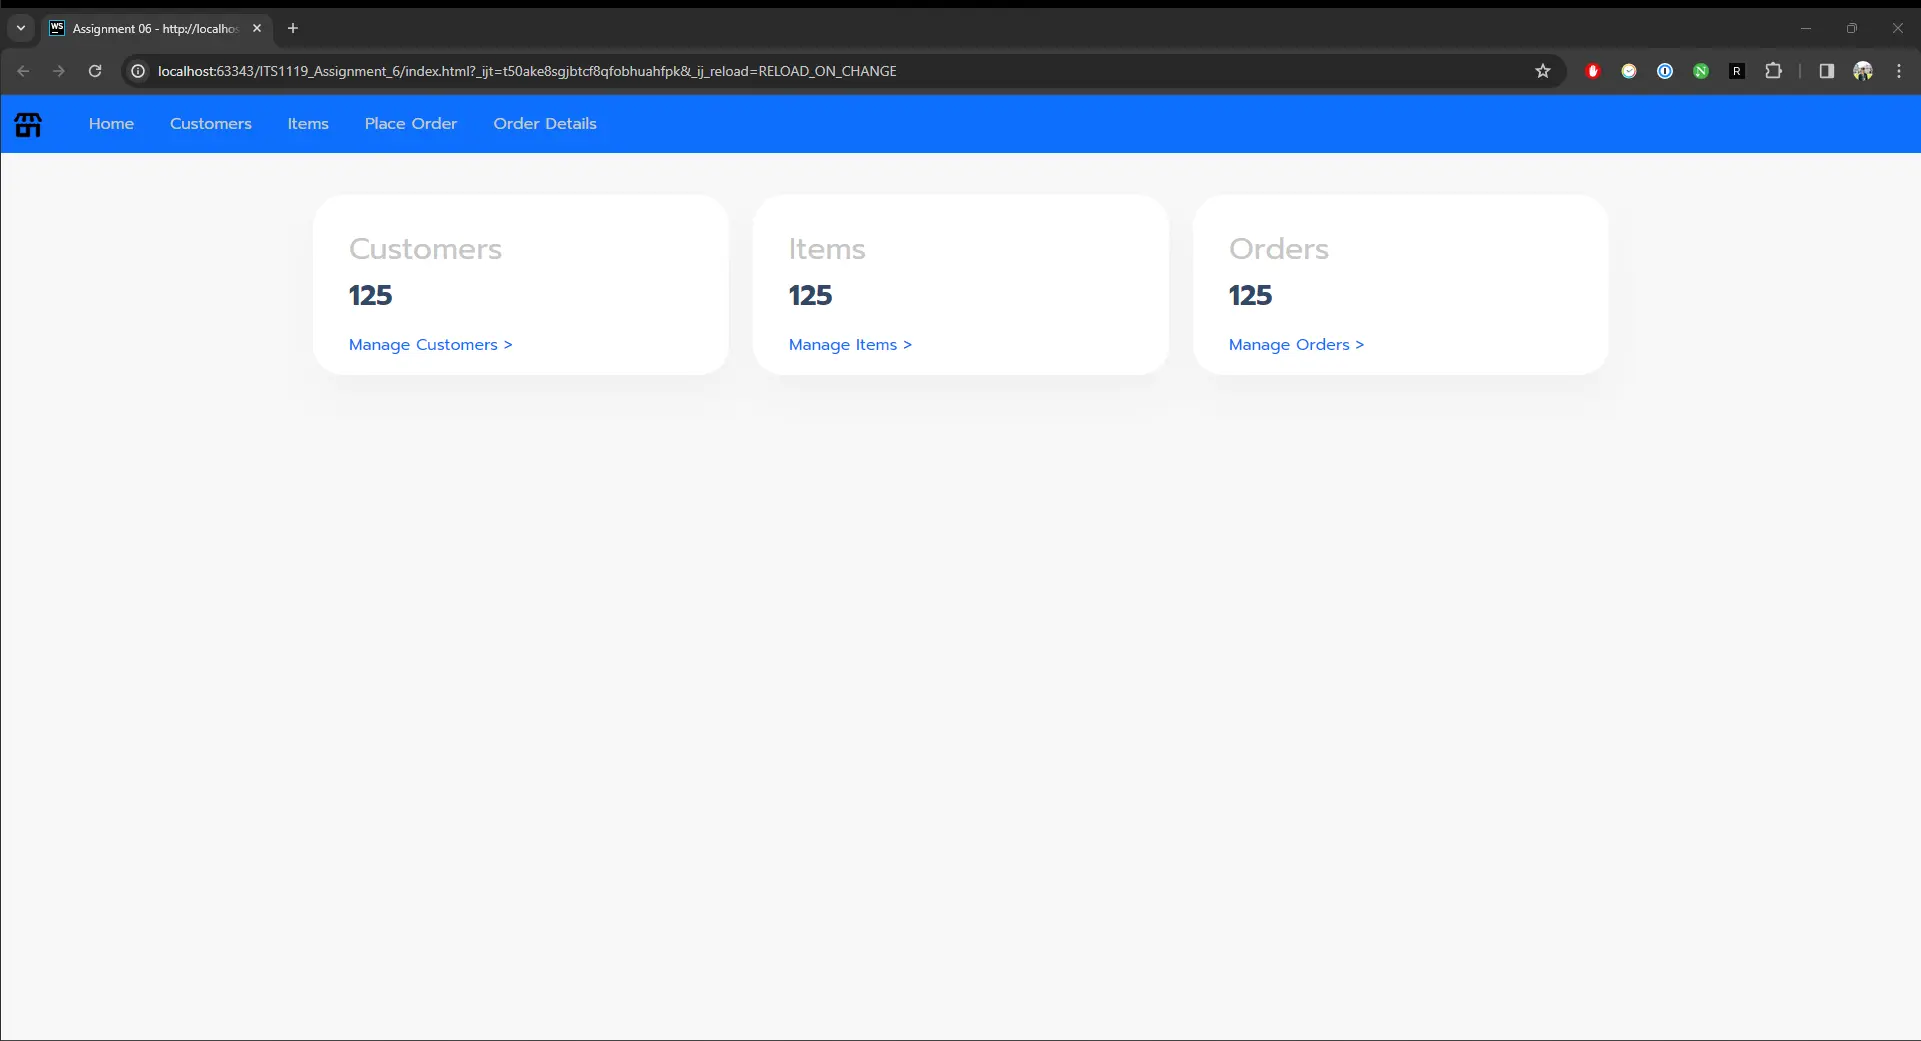 WS
Assignment 06 - http://localhos
localhost:63343/ITS1119_Assignment_6/index.html?_ijt=t50ake8sgjbtcf8qfobhuahfpk&_ij_reload=RELOAD_ON_CHANGE
N
R
Home Customers Items Place Order Order Details
Customers
125
Manage Customers >
Items
125
Manage Items >
Orders
125
Manage Orders >